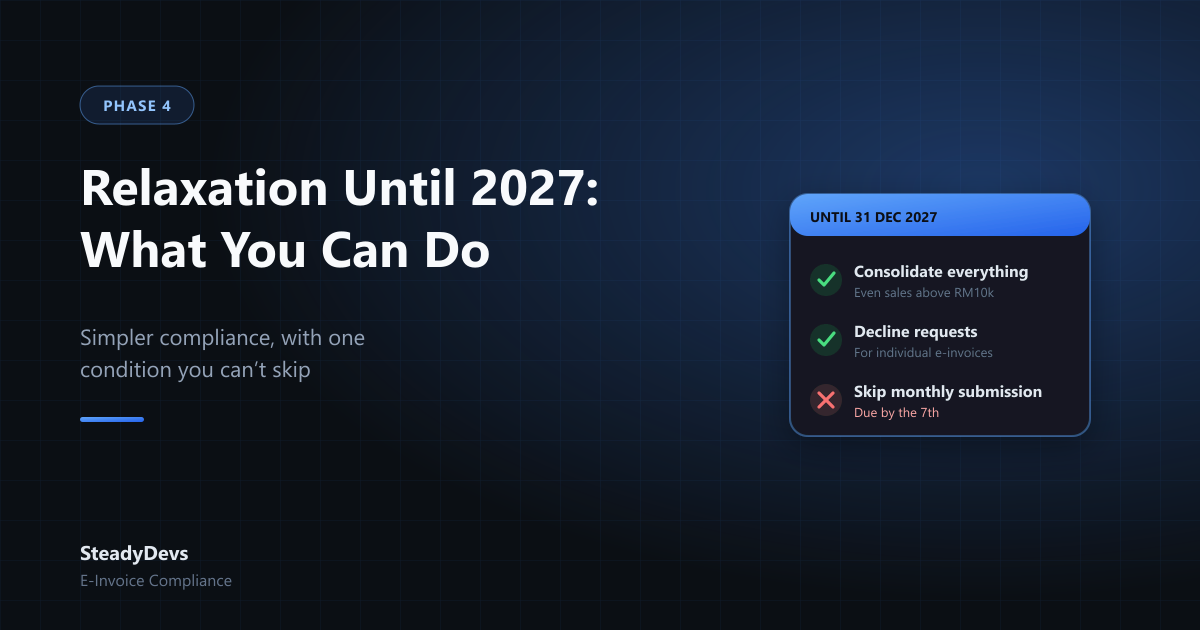 PHASE 4
Relaxation Until 2027:
What You Can Do
Simpler compliance, with one
condition you can’t skip
UNTIL 31 DEC 2027
Consolidate everything
Even sales above RM10k
Decline requests
For individual e-invoices
Skip monthly submission
Due by the 7th
SteadyDevs
E-Invoice Compliance